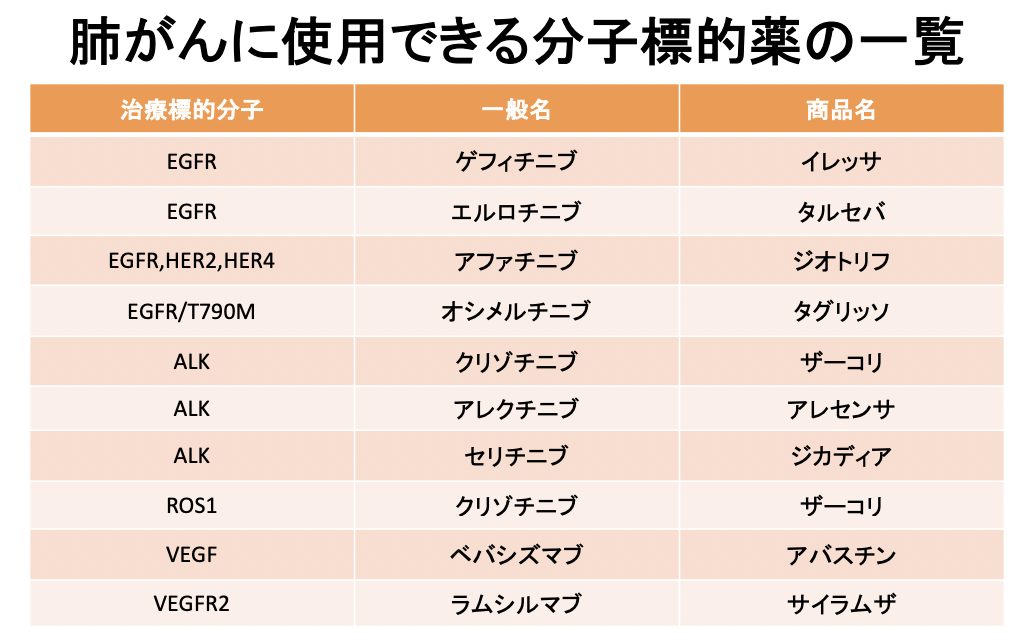 肺がんに使用できる分子標的薬の一覧
治療標的分子 一般名 商品名
EGFR ゲフィチニブ イレッサ
EGFR エルロチニブ タルセバ
EGFR,HER2,HER4 アファチニブ ジオトリフ
EGFR/T790M オシメルチニブ タグリッソ
ALK クリゾチニブ ザーコリ
ALK アレクチニブ アレセンサ
ALK セリチニブ ジカディア
ROS1 クリゾチニブ ザーコリ
VEGF ベバシズマブ アバスチン
VEGFR2 ラムシルマブ サイラムザ